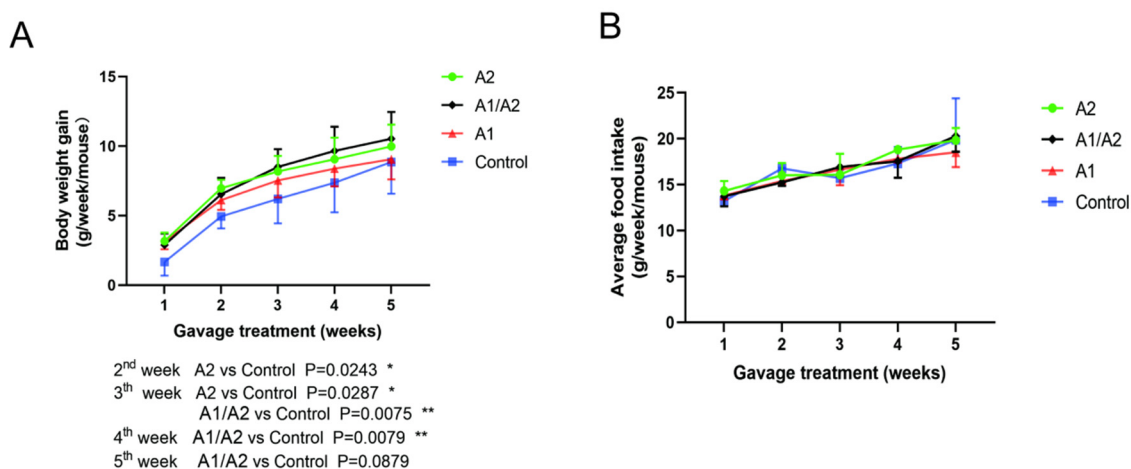 A
Body weight gain
(g/week/mouse)
15
10
5
0
1 2 3 4 5
Gavage treatment (weeks)
A2
A1/A2
A1
Control
2nd week A2 vs Control P=0.0243 *
3th week A2 vs Control P=0.0287 *
A1/A2 vs Control P=0.0075 **
4th week A1/A2 vs Control P=0.0079 **
5th week A1/A2 vs Control P=0.0879
B
Average food intake
(g/week/mouse)
25
20
15
10
5
0
1 2 3 4 5
Gavage treatment (weeks)
A2
A1/A2
A1
Control